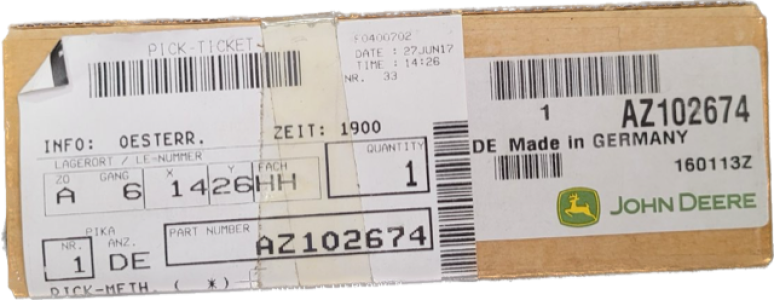 PICK-TICKET
F0400702
DATE : 27JUN17
TIME : 14:26
NR. 33
INFO: OESTERR. ZEIT: 1900
LAGERORT / LE-NUMMER
ZO GANG X Y FACH
A 6 14 26 HH
QUANTITY
1
PIKA
NR. ANZ.
1 DE
PART NUMBER
AZ102674
PICK-METH. ( *)
1 AZ102674
DE Made in GERMANY
160113Z
JOHN DEERE